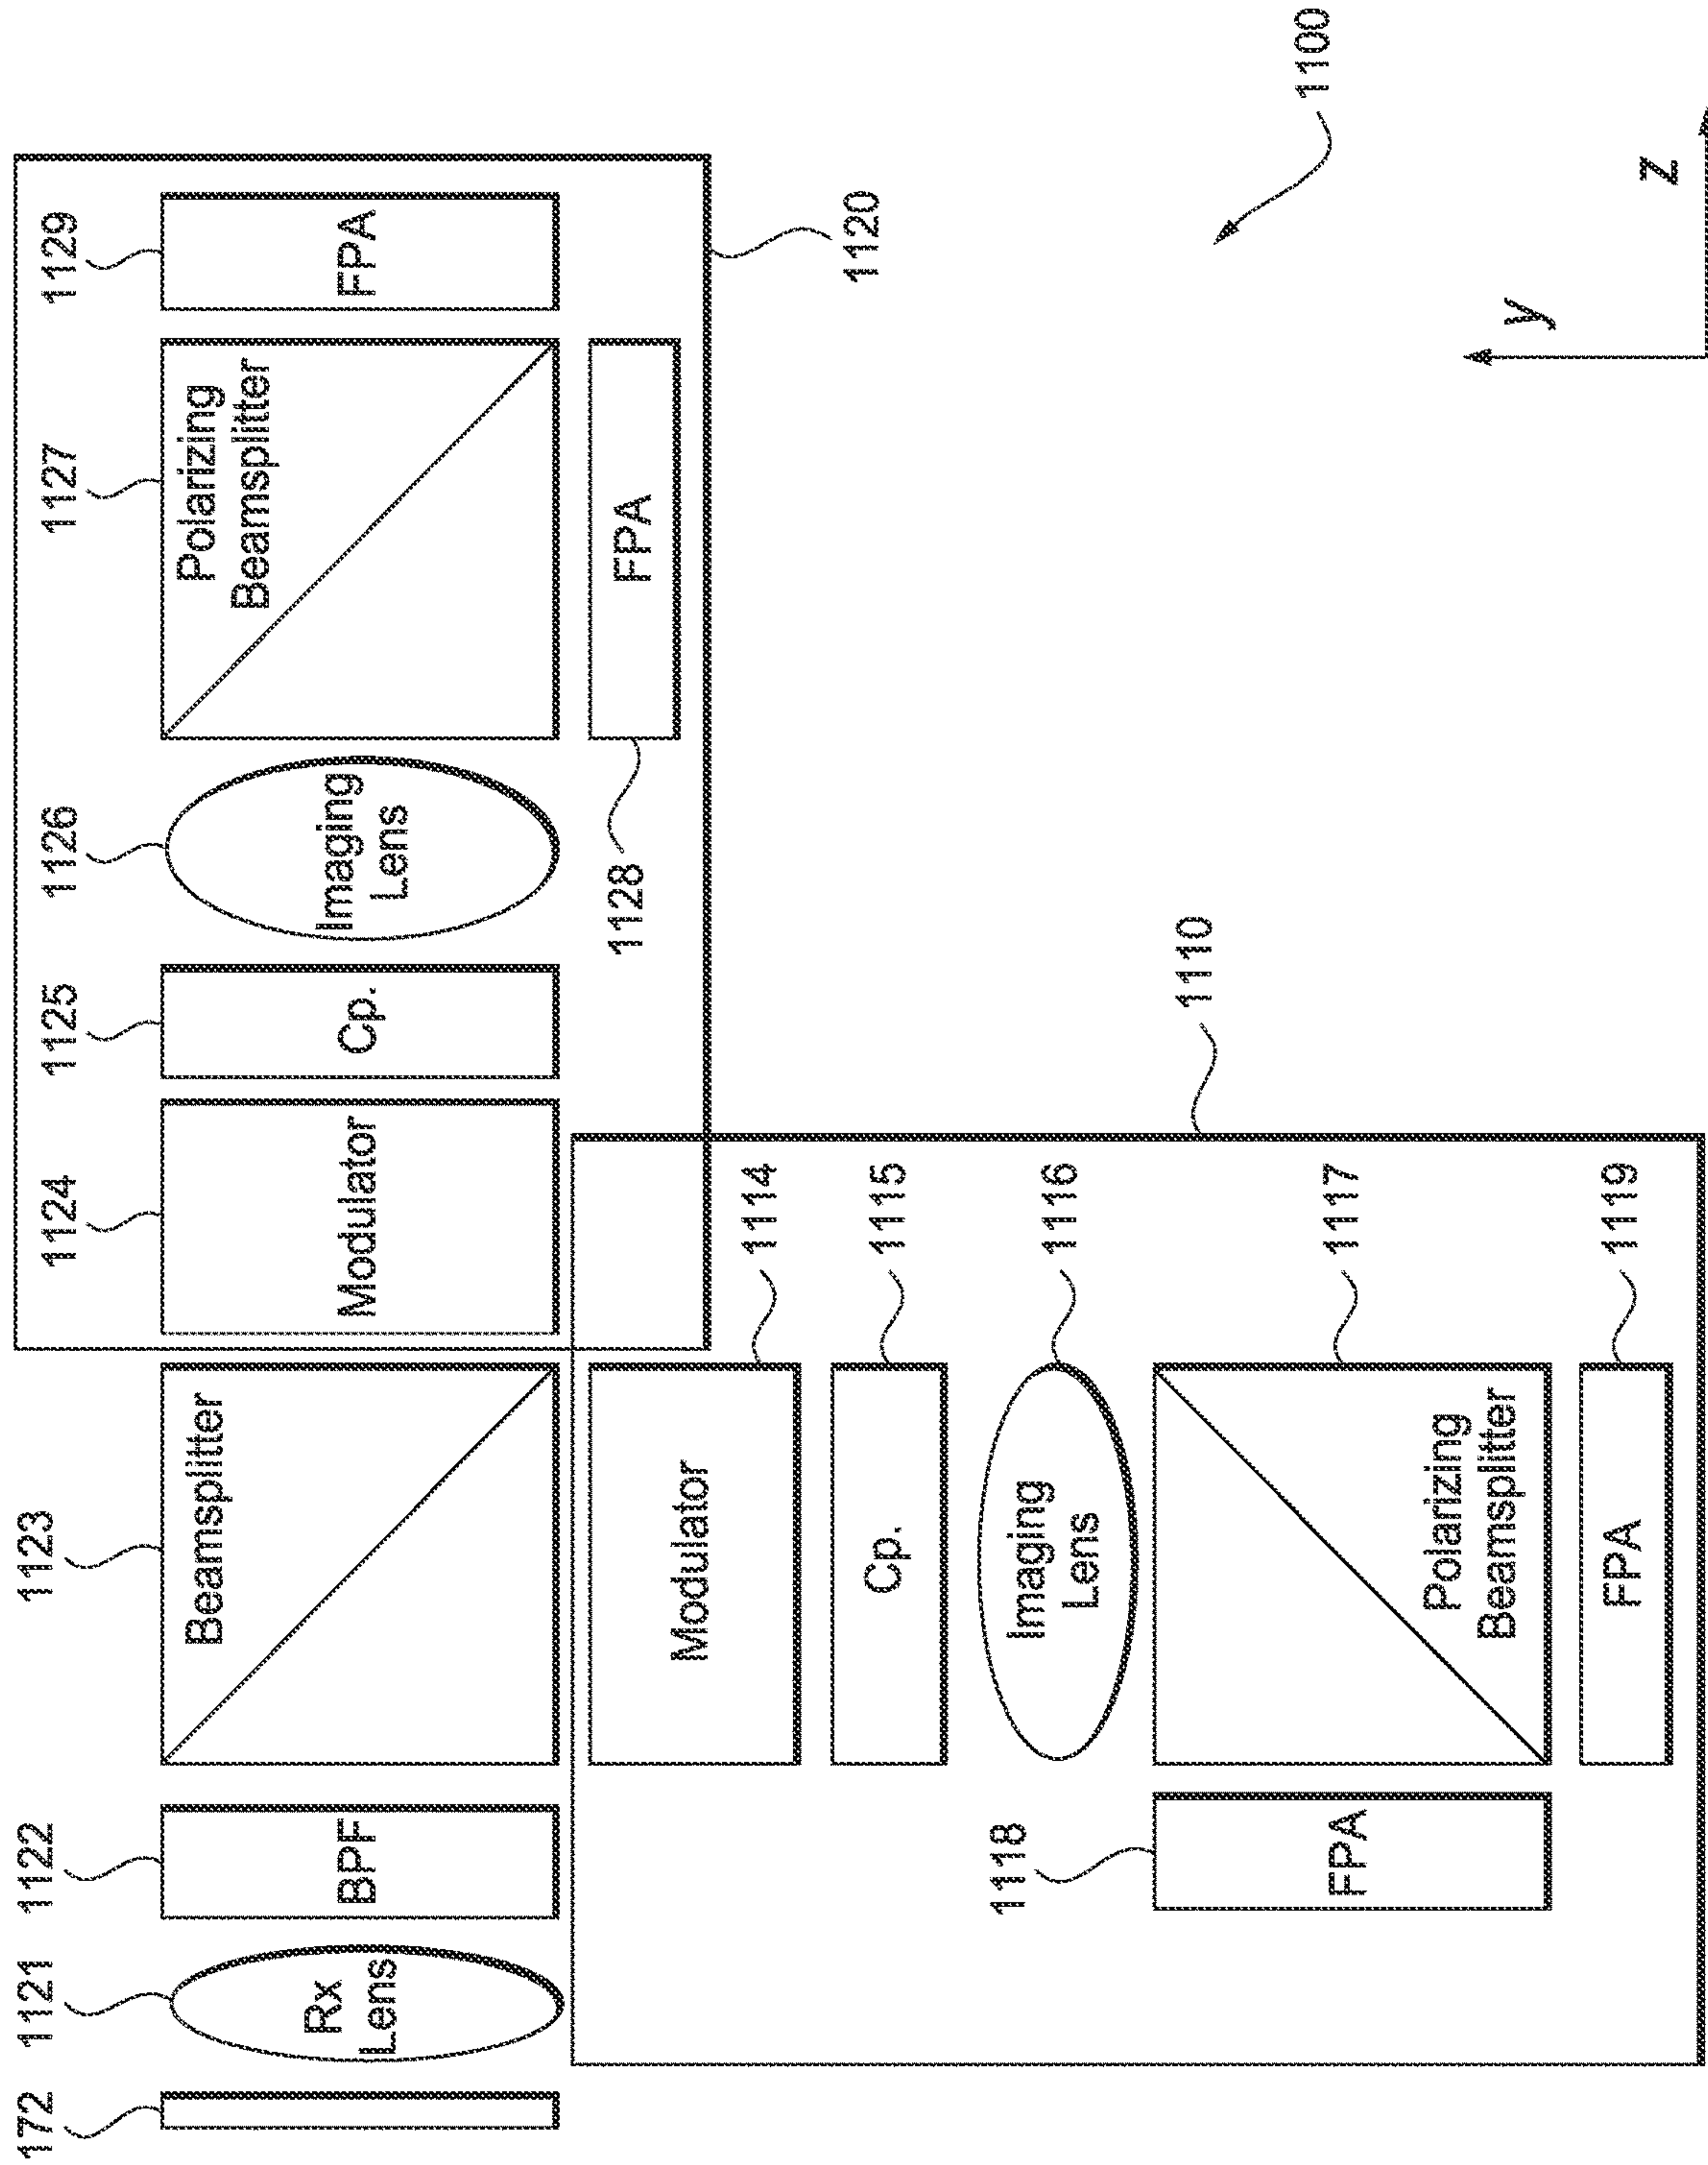 172
1121
1122
1123
1124
1125
1126
1127
1129
Rx
Lens
BPF
Beamsplitter
Modulator
Cp.
Imaging
Lens
Polarizing
Beamsplitter
FPA
FPA
1128
1120
Modulator
1114
Cp.
1115
1118
Imaging
Lens
1116
1110
FPA
Polarizing
Beamsplitter
1117
FPA
1119
1100
y
z